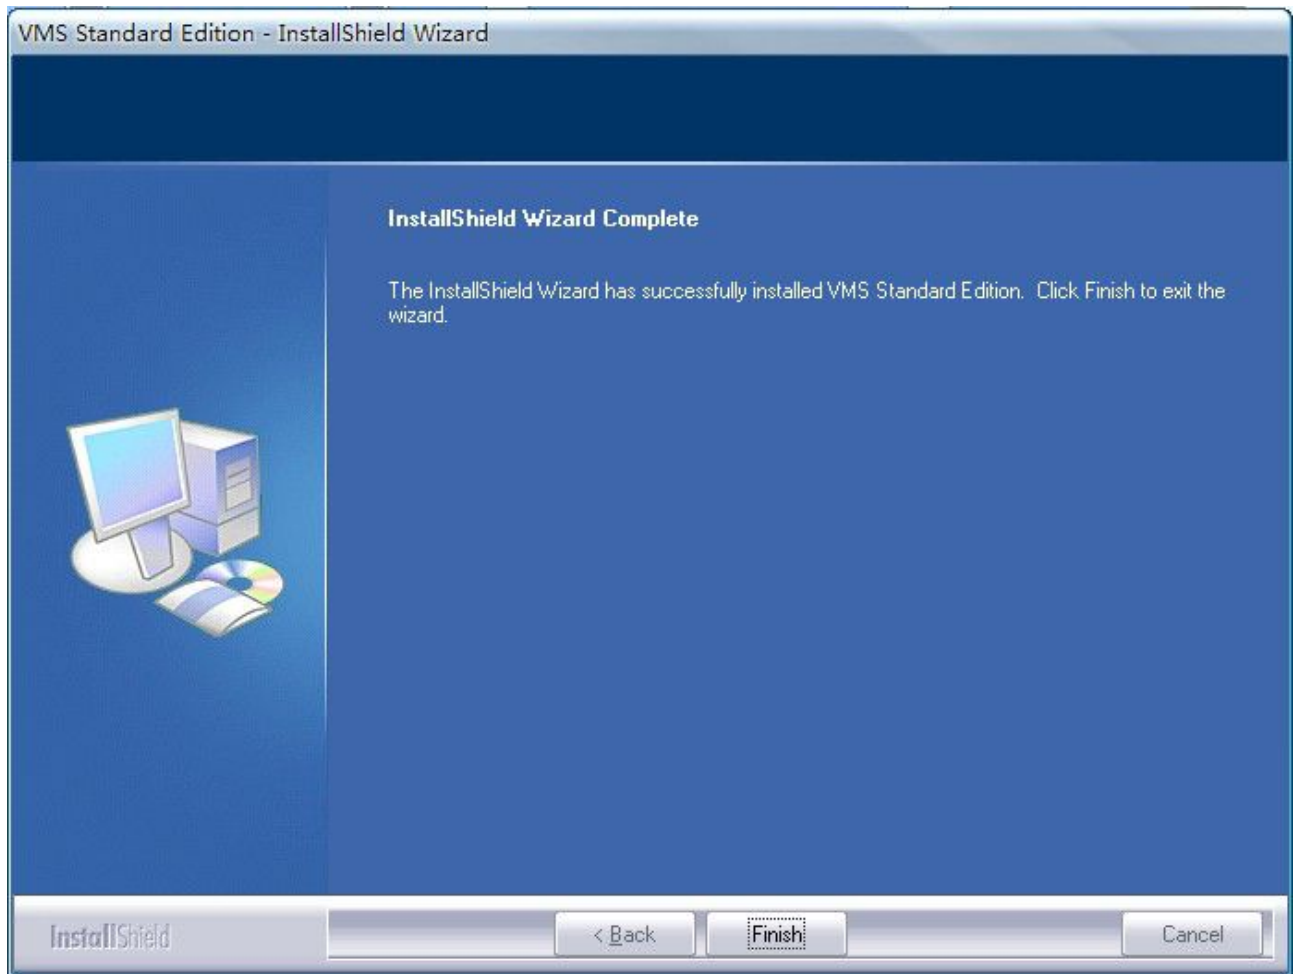 VMS Standard Edition - InstallShield Wizard
InstallShield Wizard Complete
The InstallShield Wizard has successfully installed VMS Standard Edition.  Click Finish to exit the
wizard.
InstallShield
< Back
Finish
Cancel